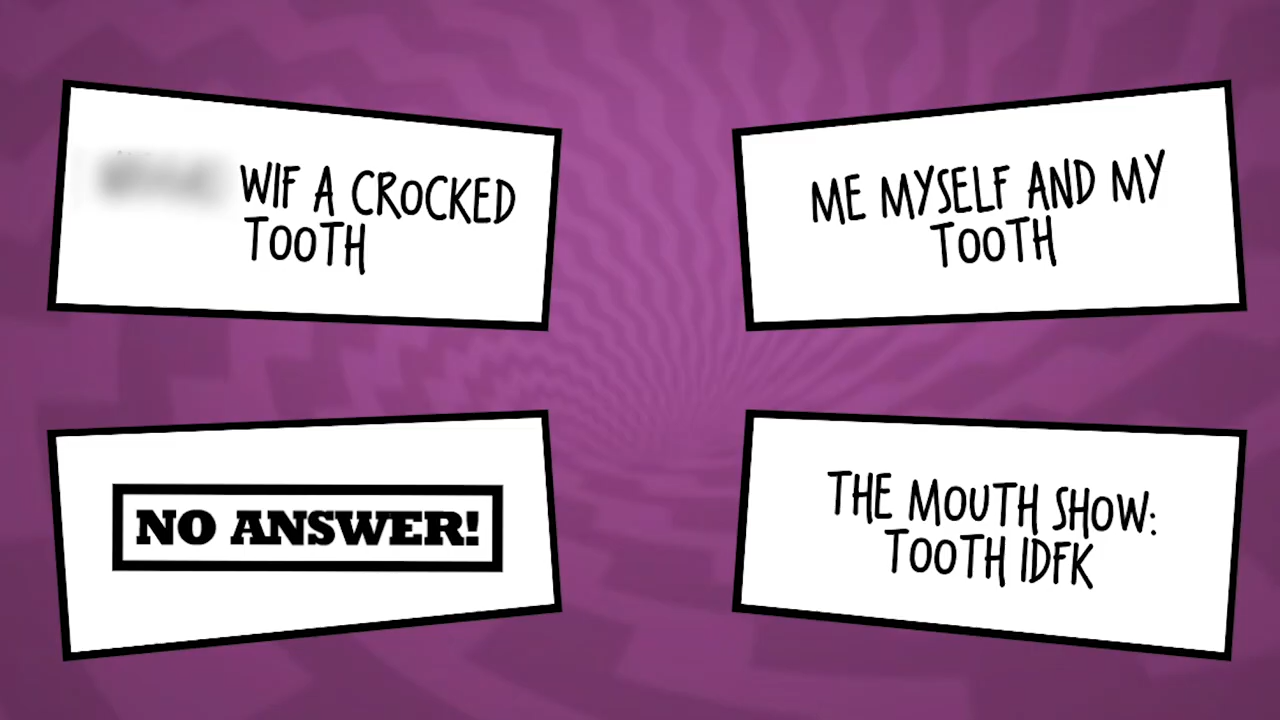 WIF A CROCKED
TOOTH
ME MYSELF AND MY
TOOTH
NO ANSWER!
THE MOUTH SHOW:
TOOTH IDFK